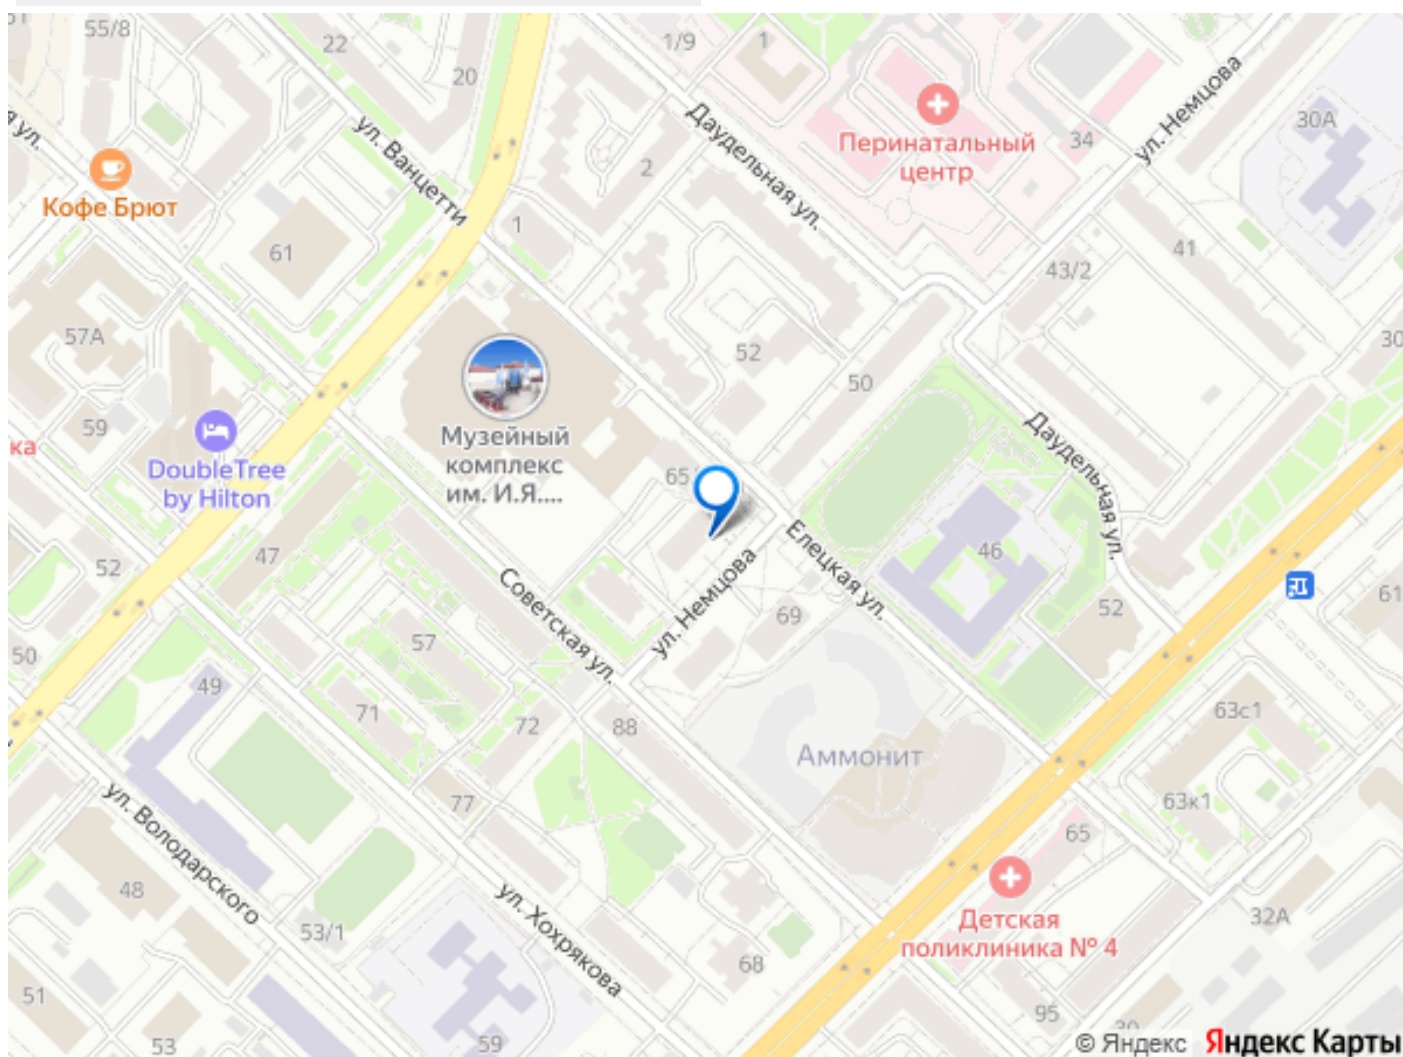 55/8
22
20
1/9
1
ул. Ванцетти
Даудельная ул.
2
Перинатальный
центр
34
ул. Немцова
30А
я ул.
Кофе Брют
61
1
41
43/2
57А
52
50
59
ка
DoubleTree
by Hilton
Музейный
комплекс
им. И.Я....
65
Даудельная ул.
47
52
Советская ул.
ул. Немцова
Елецкая ул.
46
52
61
50
49
57
69
71
72
88
Аммонит
63с1
63к1
77
65
ул. Володарского
48
53/1
ул. Хохрякова
Детская
поликлиника № 4
32А
68
51
53
59
95
© Яндекс Яндекс Карты